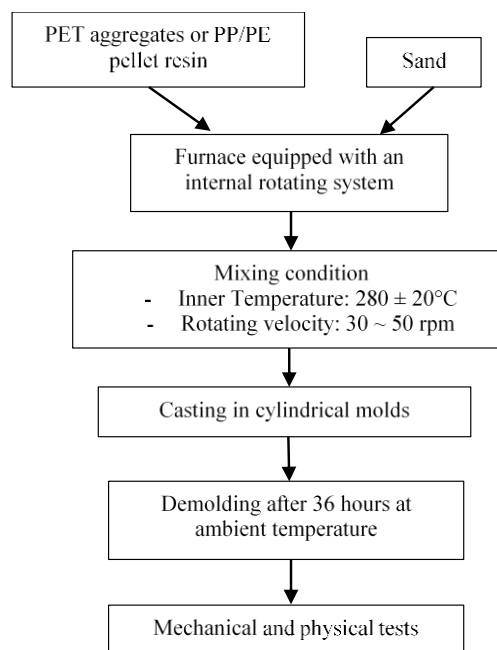 PET aggregates or PP/PE
pellet resin
Sand
Furnace equipped with an
internal rotating system
Mixing condition
- Inner Temperature: 280 ± 20°C
- Rotating velocity: 30 ~ 50 rpm
Casting in cylindrical molds
Demolding after 36 hours at
ambient temperature
Mechanical and physical tests